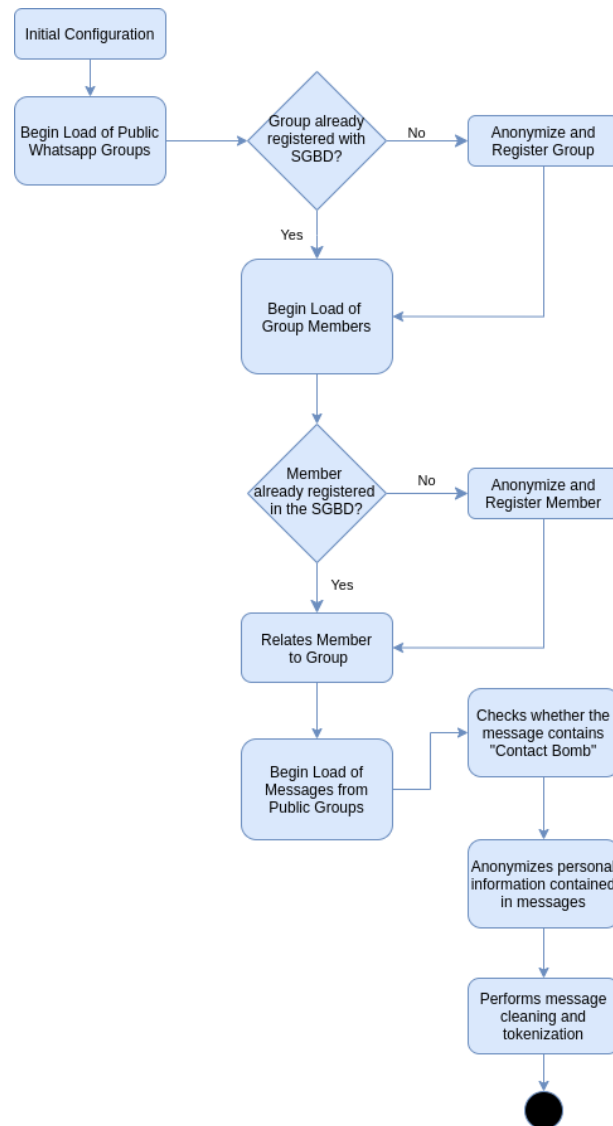 Initial Configuration
Begin Load of Public
Whatsapp Groups
Group already
registered with
SGBD?
No
Anonymize and
Register Group
Yes
Begin Load of
Group Members
Member
already registered
in the SGBD?
No
Anonymize and
Register Member
Yes
Relates Member
to Group
Begin Load of
Messages from
Public Groups
Checks whether the
message contains
"Contact Bomb"
Anonymizes personal
information contained
in messages
Performs message
cleaning and
tokenization